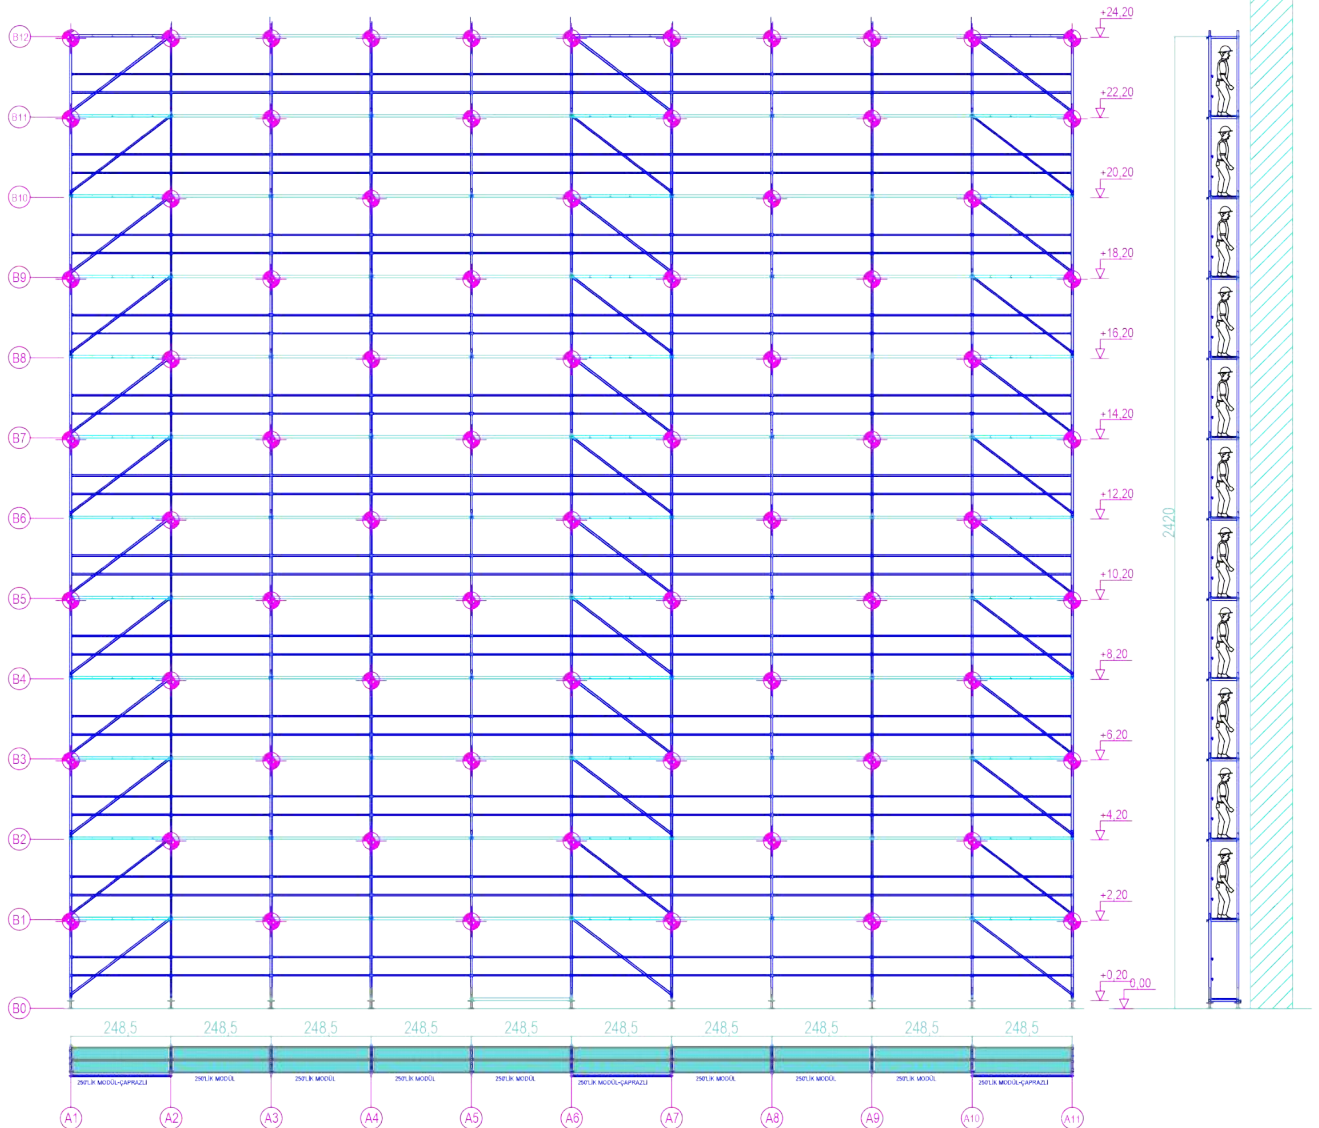 B12
+24,20
B11
+22,20
B10
+20,20
B9
+18,20
B8
+16,20
B7
+14,20
B6
+12,20
2420
B5
+10,20
B4
+8,20
B3
+6,20
B2
+4,20
B1
+2,20
+0,20
0,00
B0
248,5 248,5 248,5 248,5 248,5 248,5 248,5 248,5 248,5 248,5
250'LİK MODÜL-ÇAPRAZLI 250'LİK MODÜL 250'LİK MODÜL 250'LİK MODÜL 250'LİK MODÜL 250'LİK MODÜL-ÇAPRAZLI 250'LİK MODÜL 250'LİK MODÜL 250'LİK MODÜL 250'LİK MODÜL-ÇAPRAZLI
A1 A2 A3 A4 A5 A6 A7 A8 A9 A10 A11